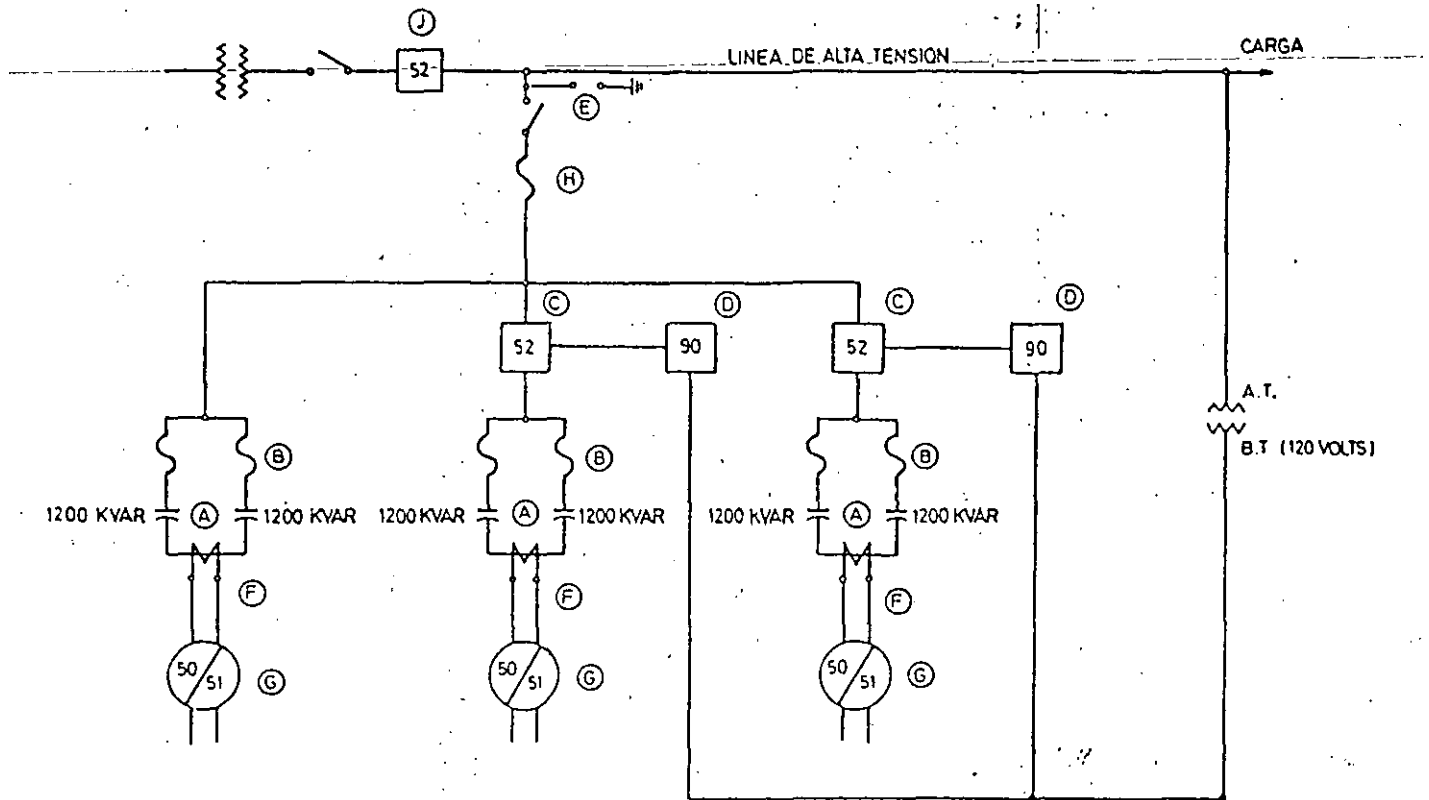 J
52
LINEA DE ALTA TENSION
CARGA
E
H
C
D
C
D
52
90
52
90
A.T.
B.T (120 VOLTS)
B
B
B
1200 KVAR
A
1200 KVAR
1200 KVAR
A
1200 KVAR
1200 KVAR
A
1200 KVAR
F
F
F
50
51
G
50
51
G
50
51
G